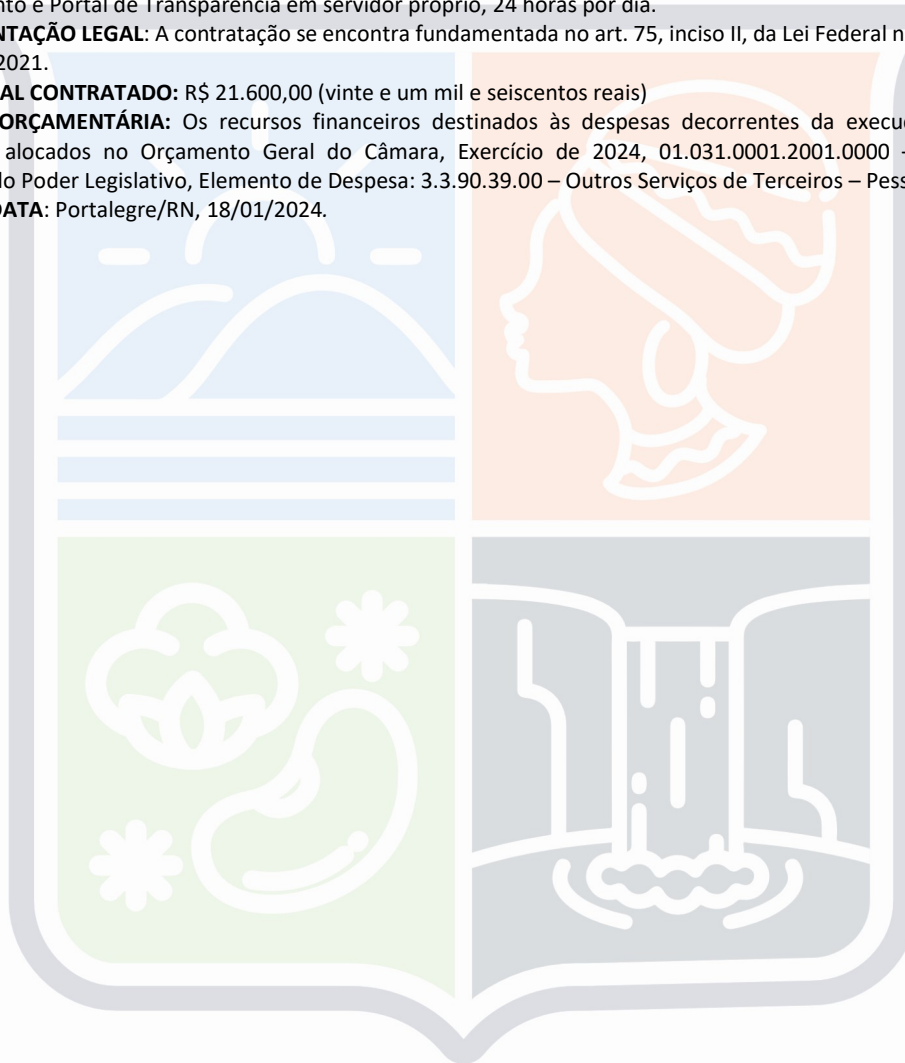 nto e Portal de Transparência em servidor próprio, 24 horas por dia.
NTAÇÃO LEGAL: A contratação se encontra fundamentada no art. 75, inciso II, da Lei Federal n
2021.
AL CONTRATADO: R$ 21.600,00 (vinte e um mil e seiscentos reais)
ORÇAMENTÁRIA: Os recursos financeiros destinados às despesas decorrentes da execu
alocados no Orçamento Geral do Câmara, Exercício de 2024, 01.031.0001.2001.0000 -
do Poder Legislativo, Elemento de Despesa: 3.3.90.39.00 – Outros Serviços de Terceiros – Pess
DATA: Portalegre/RN, 18/01/2024.